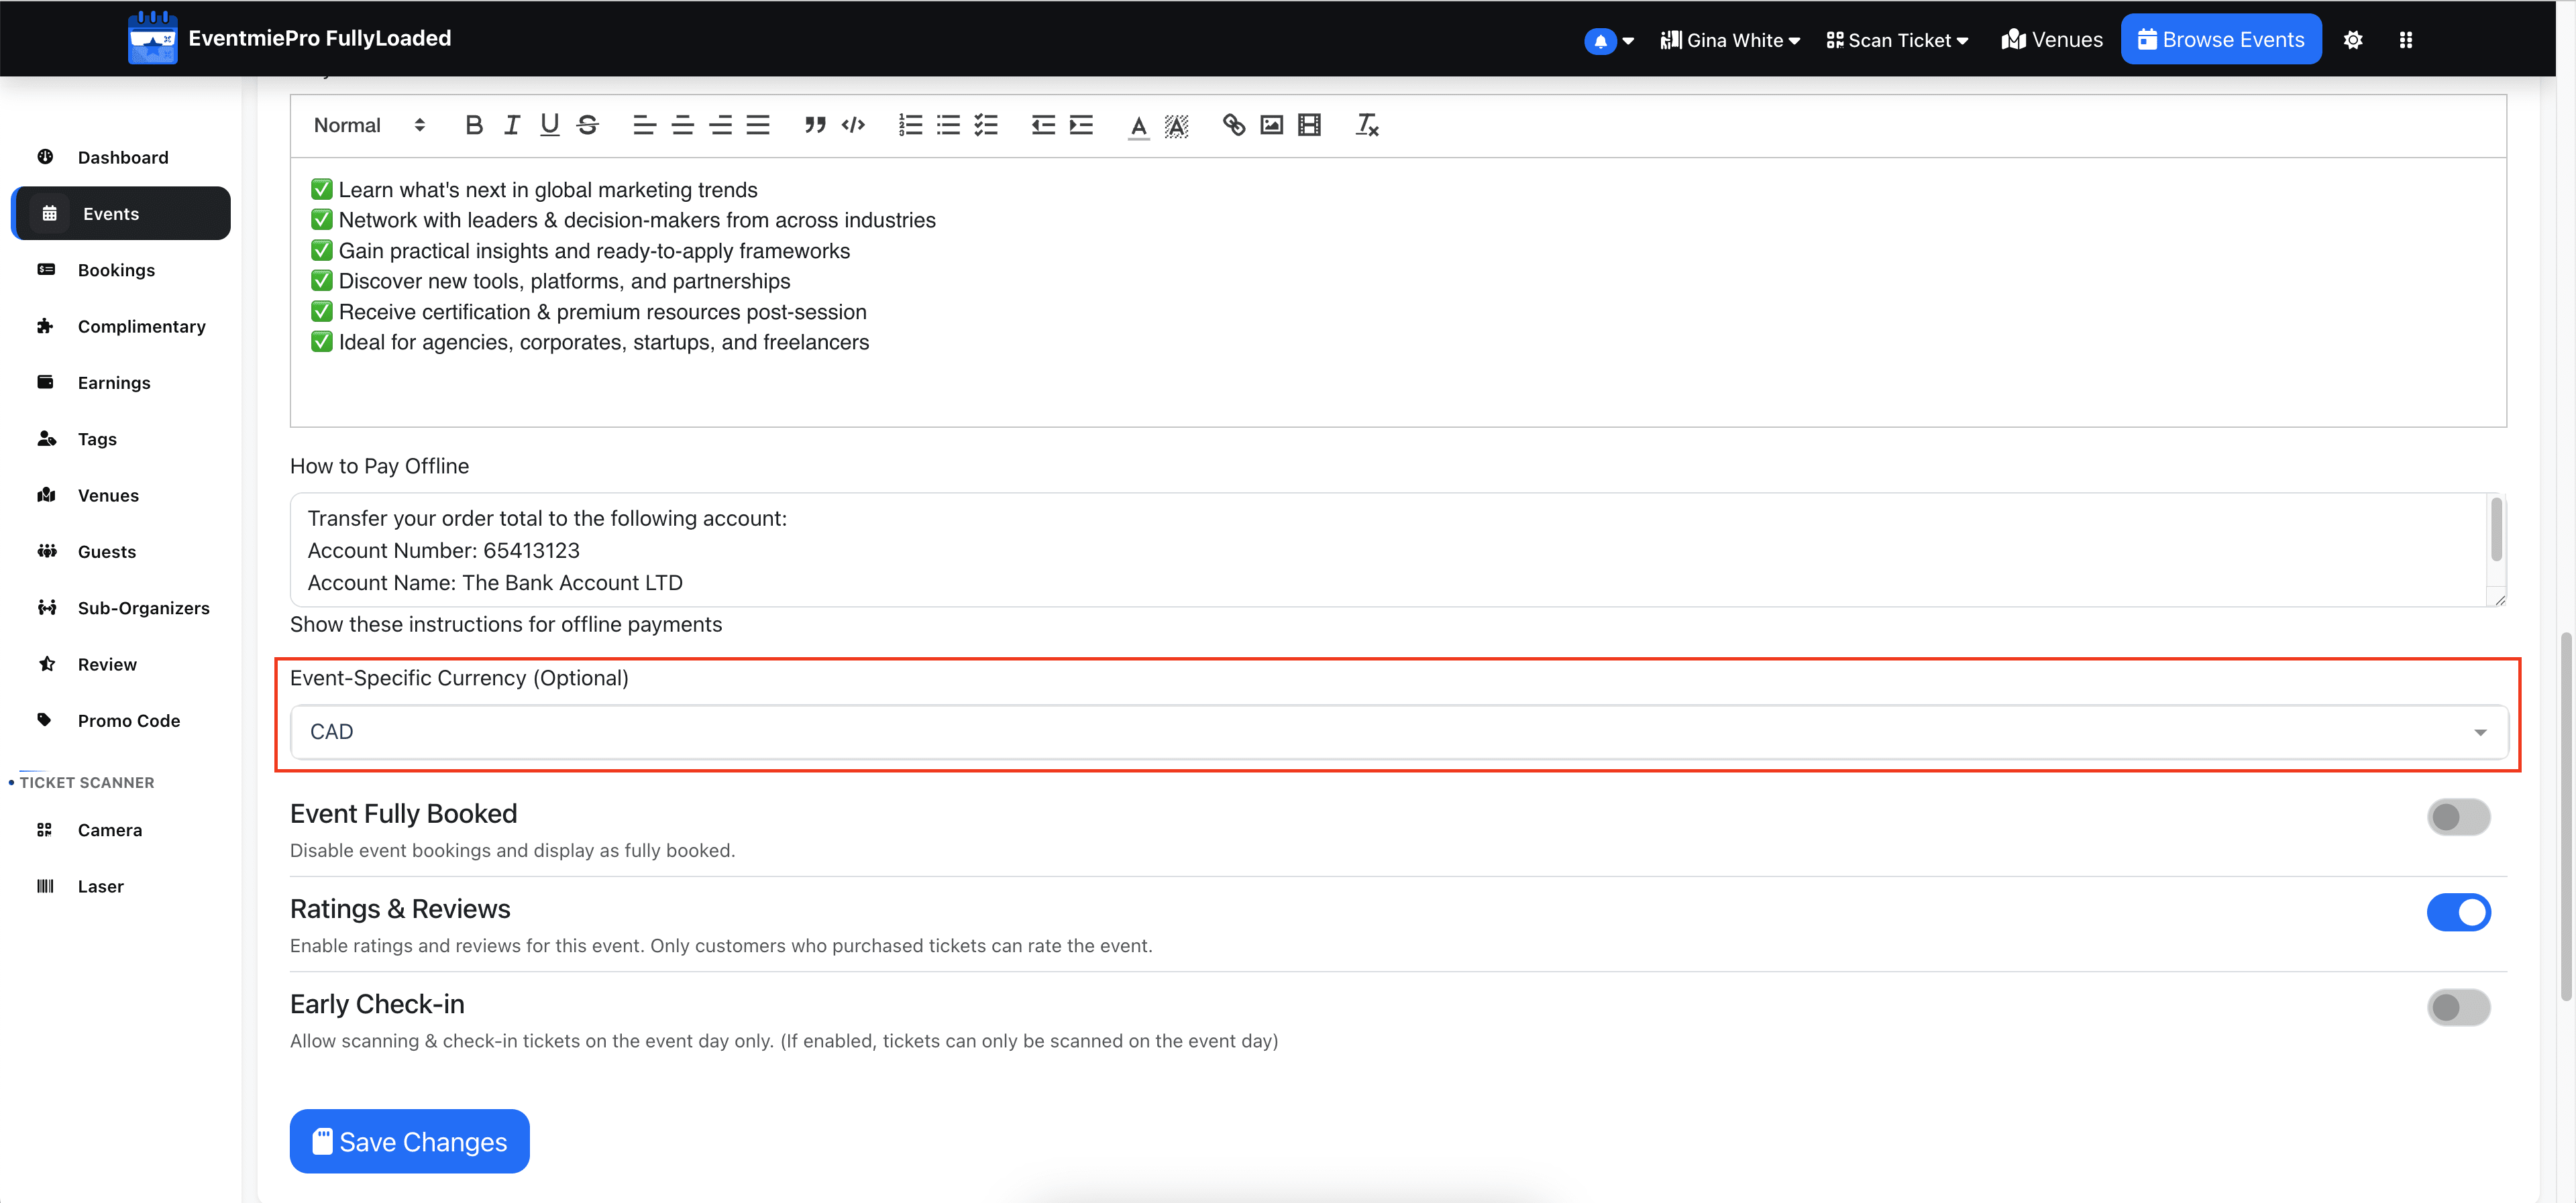 EventmiePro FullyLoaded
Gina White
Scan Ticket
Venues
Browse Events
Dashboard
Events
Bookings
Complimentary
Earnings
Tags
Venues
Guests
Sub-Organizers
Review
Promo Code
TICKET SCANNER
Camera
Laser
Normal
✅ Learn what's next in global marketing trends
✅ Network with leaders & decision-makers from across industries
✅ Gain practical insights and ready-to-apply frameworks
✅ Discover new tools, platforms, and partnerships
✅ Receive certification & premium resources post-session
✅ Ideal for agencies, corporates, startups, and freelancers
How to Pay Offline
Transfer your order total to the following account:
Account Number: 65413123
Account Name: The Bank Account LTD
Show these instructions for offline payments
Event-Specific Currency (Optional)
CAD
Event Fully Booked
Disable event bookings and display as fully booked.
Ratings & Reviews
Enable ratings and reviews for this event. Only customers who purchased tickets can rate the event.
Early Check-in
Allow scanning & check-in tickets on the event day only. (If enabled, tickets can only be scanned on the event day)
Save Changes